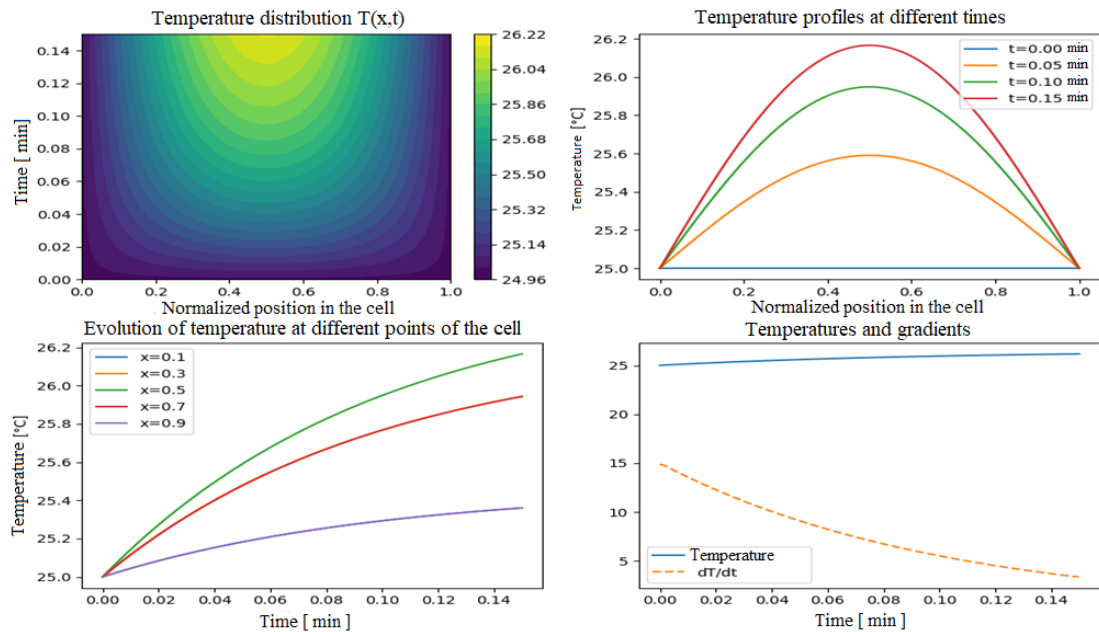 Temperature distribution T(x,t)
Time [ min]
0.14
0.12
0.10
0.08
0.06
0.04
0.02
0.00
0.0 0.2 0.4 0.6 0.8 1.0
Normalized position in the cell
26.22
26.04
25.86
25.68
25.50
25.32
25.14
24.96
Temperature profiles at different times
Temperature [°C]
26.2
26.0
25.8
25.6
25.4
25.2
25.0
t=0.00 min
t=0.05 min
t=0.10 min
t=0.15 min
0.0 0.2 0.4 0.6 0.8 1.0
Normalized position in the cell
Evolution of temperature at different points of the cell
Temperature [°C]
26.2
26.0
25.8
25.6
25.4
25.2
25.0
x=0.1
x=0.3
x=0.5
x=0.7
x=0.9
0.00 0.02 0.04 0.06 0.08 0.10 0.12 0.14
Time [ min ]
Temperatures and gradients
25
20
15
10
5
Temperature
dT/dt
0.00 0.02 0.04 0.06 0.08 0.10 0.12 0.14
Time [ min ]